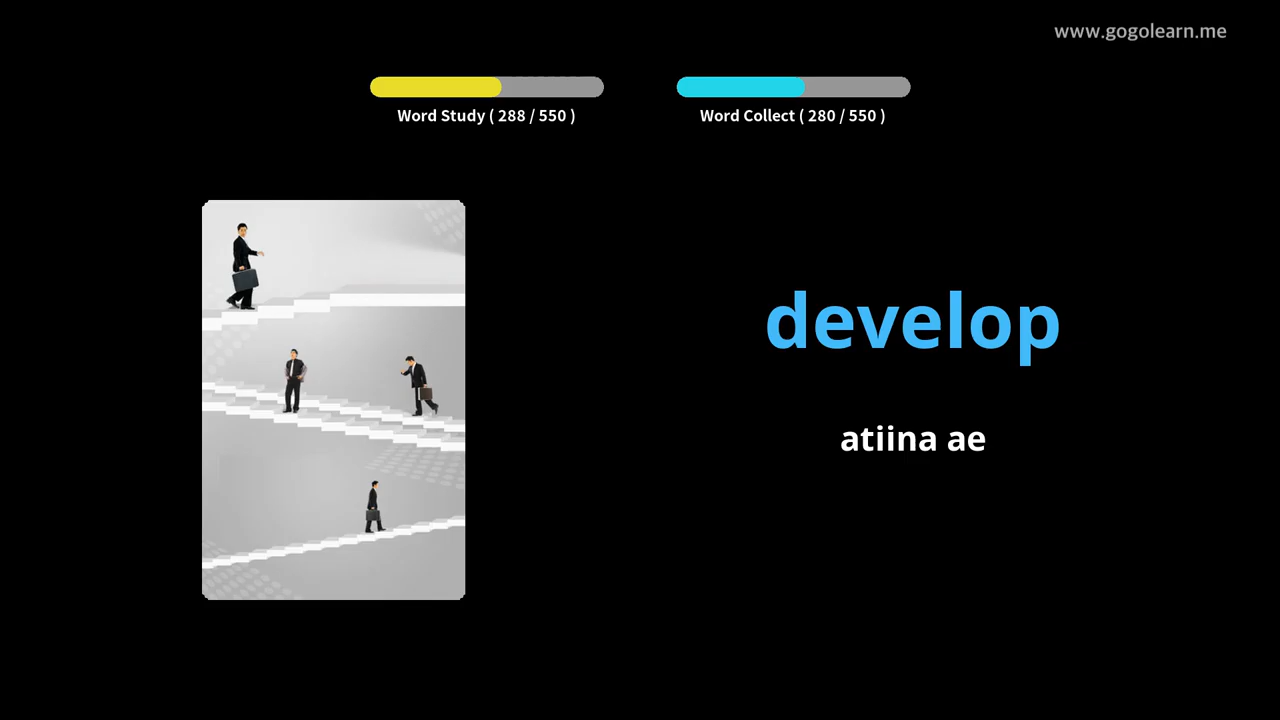 www.gogolearn.me
Word Study ( 288 / 550 )
Word Collect ( 280 / 550 )
develop
atiina ae